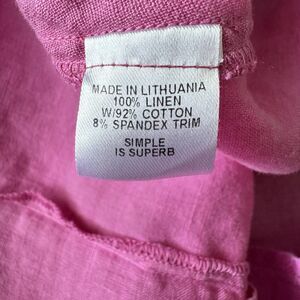 MADE IN LITHUANIA
100% LINEN
W/92% COTTON
8% SPANDEX TRIM
SIMPLE
IS SUPERB